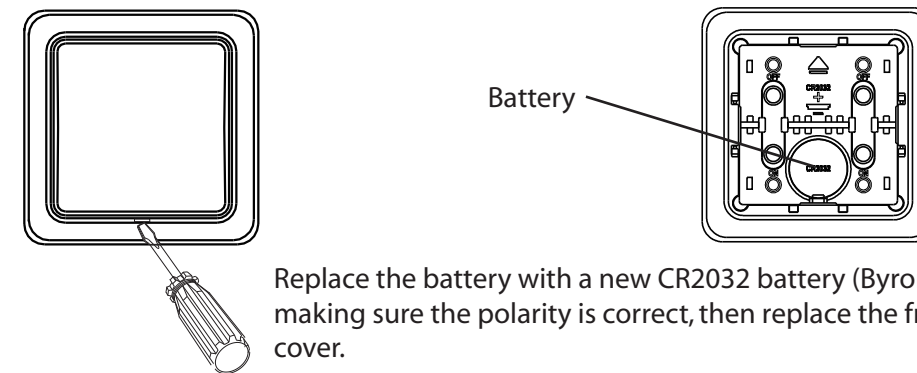 Battery
OFF OFF
CR2032
+
−
CR2032
ON ON
Replace the battery with a new CR2032 battery (Byro
making sure the polarity is correct, then replace the fr
cover.